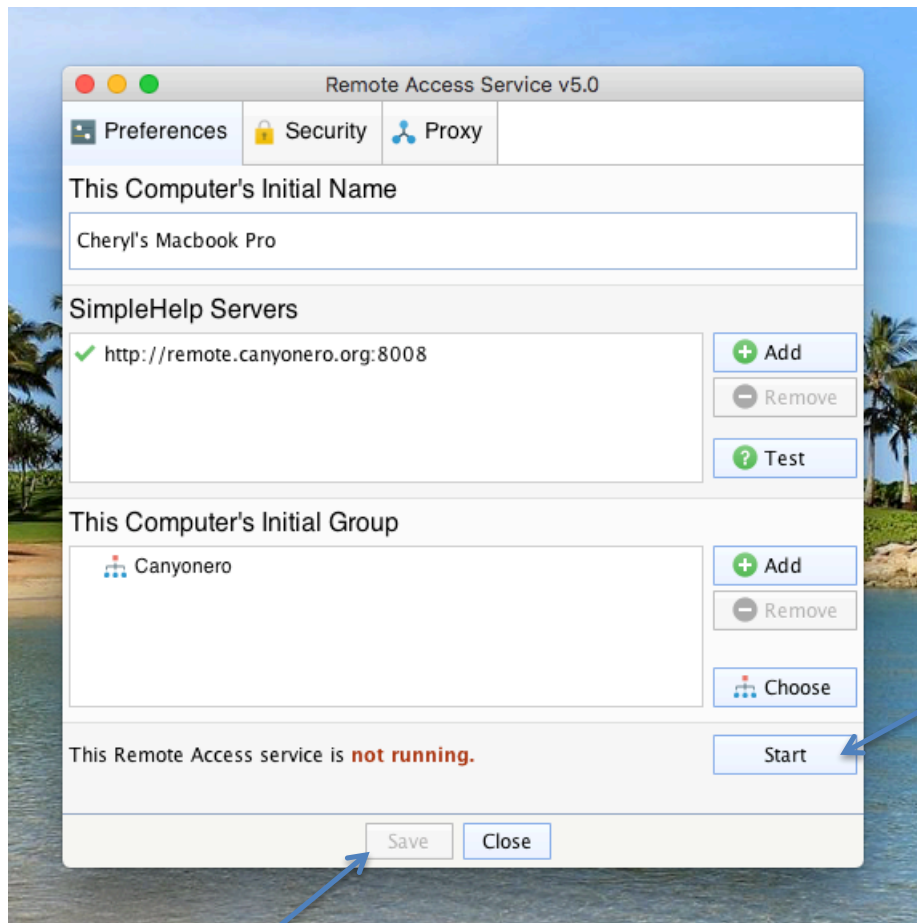 Remote Access Service v5.0
Preferences Security Proxy
This Computer's Initial Name
Cheryl's Macbook Pro
SimpleHelp Servers
http://remote.canyonero.org:8008
Add
Remove
Test
This Computer's Initial Group
Canyonero
Add
Remove
Choose
This Remote Access service is not running.
Start
Save Close